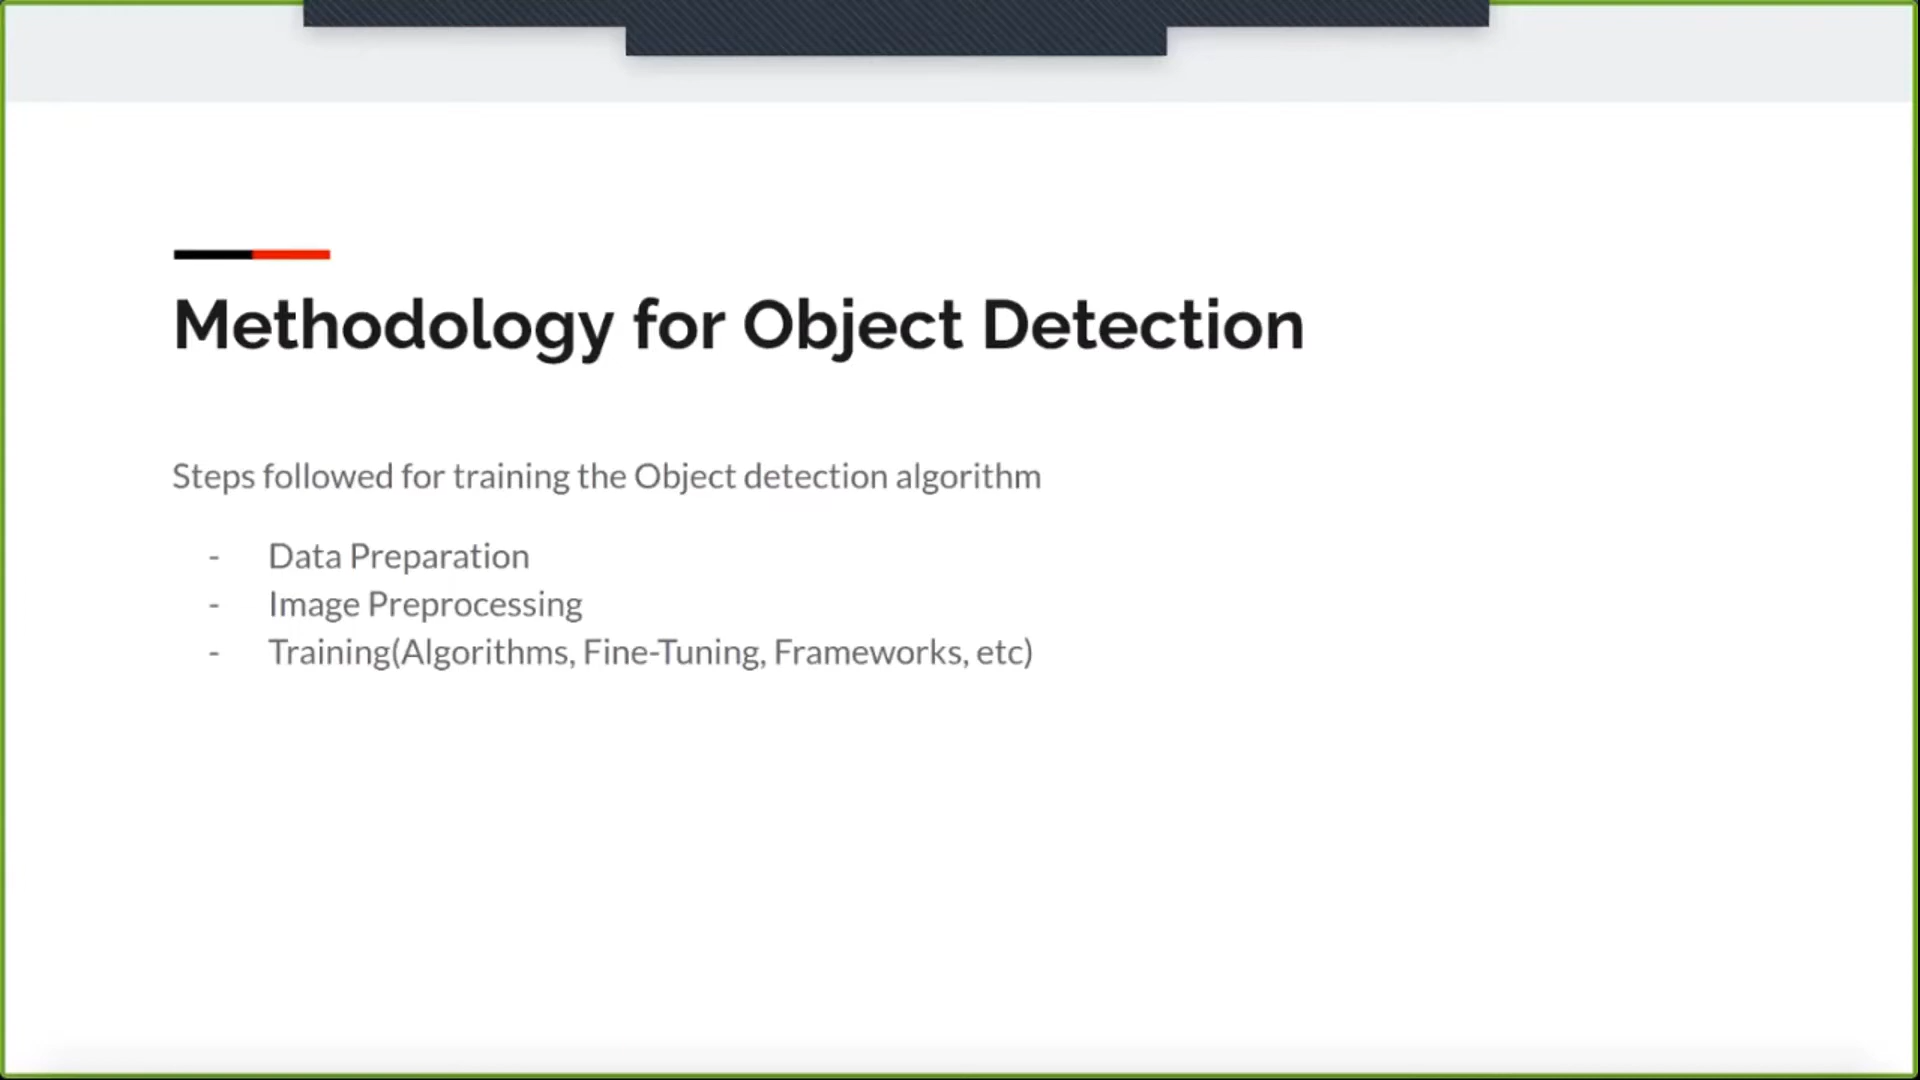 Methodology for Object Detection
Steps followed for training the Object detection algorithm
- Data Preparation
- Image Preprocessing
- Training(Algorithms, Fine-Tuning, Frameworks, etc)